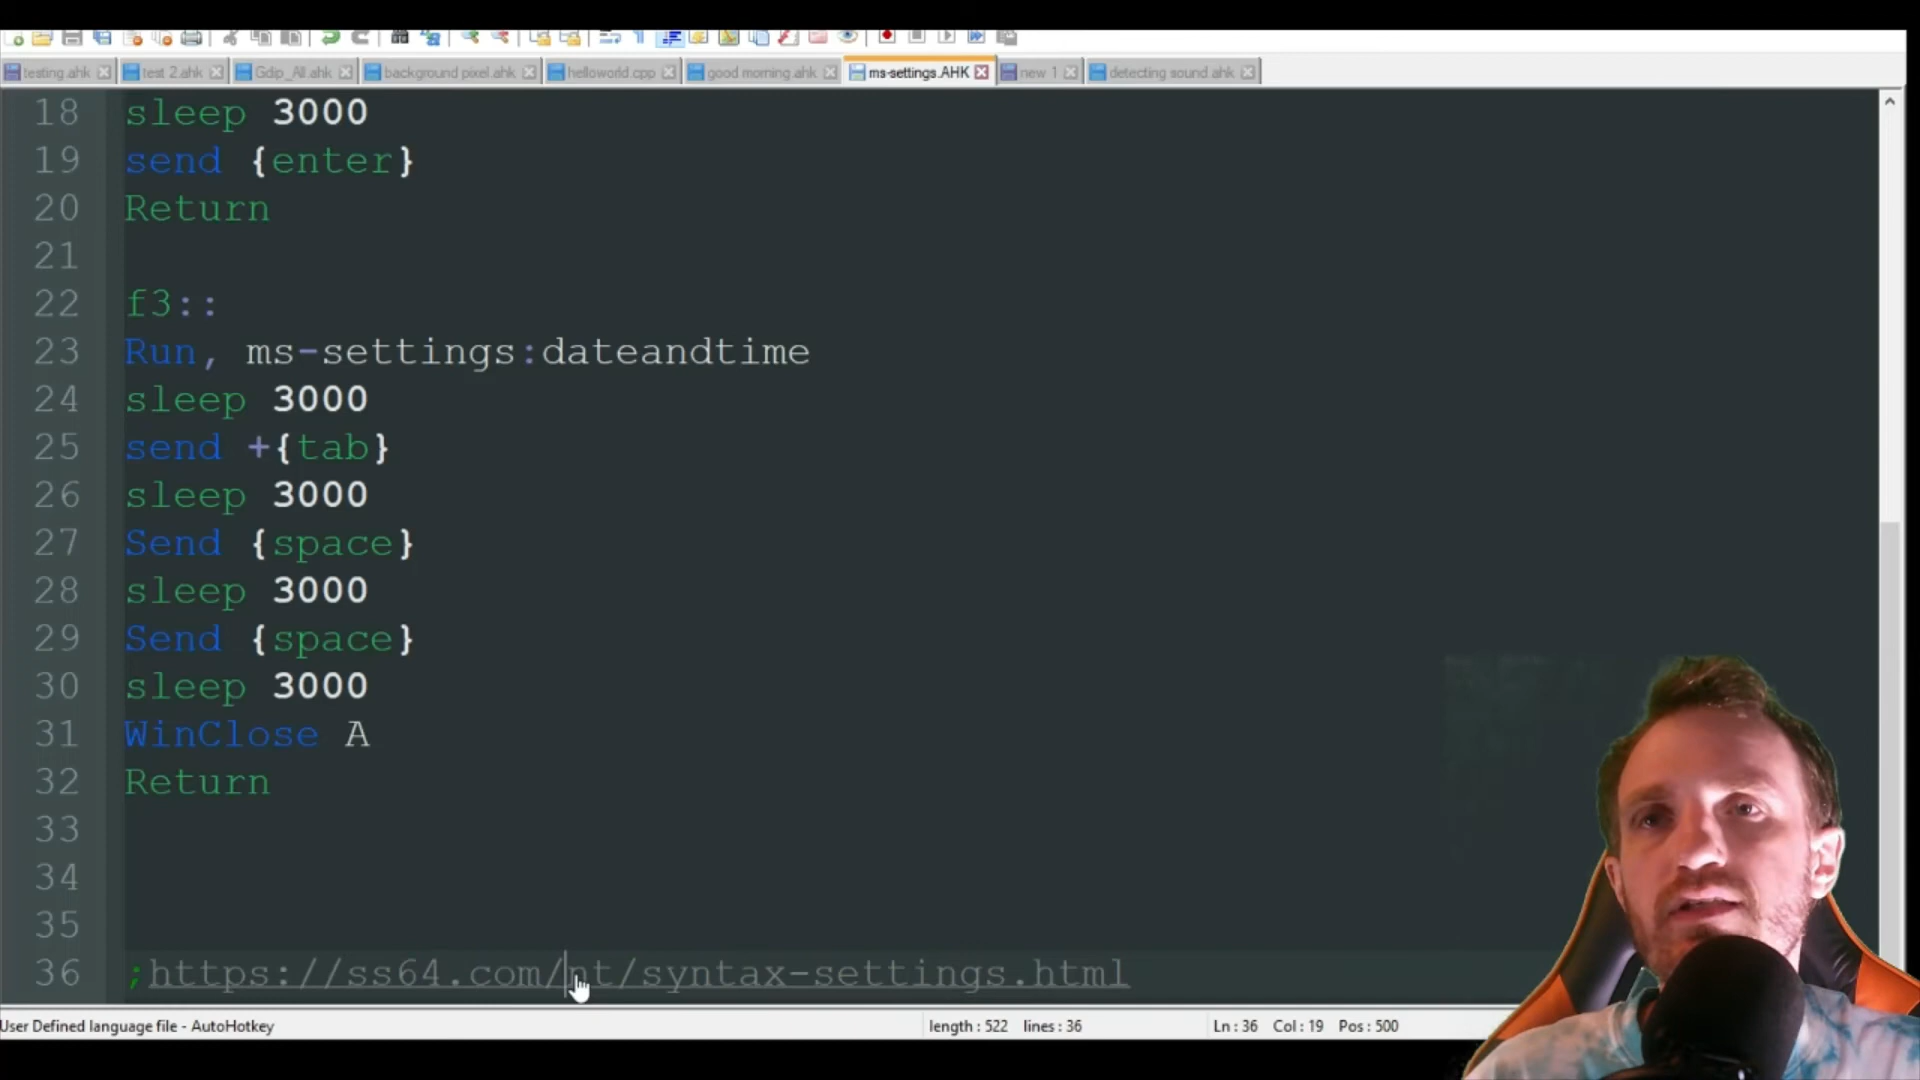 testing.ahk test 2.ahk Gdip_All.ahk background pixel.ahk helloworld.cpp good morning.ahk ms-settings.AHK new 1 detecting sound.ahk
18 sleep 3000
19 send {enter}
20 Return
21
22 f3::
23 Run, ms-settings:dateandtime
24 sleep 3000
25 send +{tab}
26 sleep 3000
27 Send {space}
28 sleep 3000
29 Send {space}
30 sleep 3000
31 WinClose A
32 Return
33
34
35
36 ;https://ss64.com/nt/syntax-settings.html
User Defined language file - AutoHotkey length : 522 lines : 36 Ln : 36 Col : 19 Pos : 500